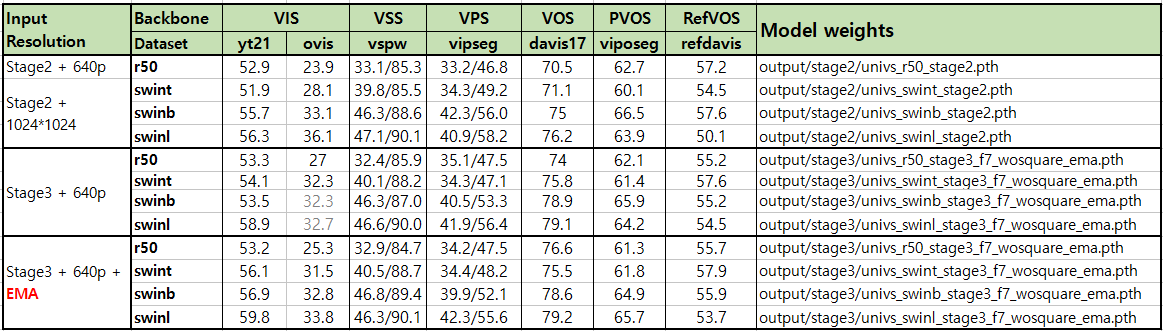 Input Resolution Backbone VIS VSS VPS VOS PVOS RefVOS Model weights
Dataset yt21 ovis vspw vipseg davis17 viposeg refdavis
Stage2 + 640p r50 52.9 23.9 33.1/85.3 33.2/46.8 70.5 62.7 57.2 output/stage2/univs_r50_stage2.pth
Stage2 + 1024*1024 swint 51.9 28.1 39.8/85.5 34.3/49.2 71.1 60.1 54.5 output/stage2/univs_swint_stage2.pth
swinb 55.7 33.1 46.3/88.6 42.3/56.0 75 66.5 57.6 output/stage2/univs_swinb_stage2.pth
swinl 56.3 36.1 47.1/90.1 40.9/58.2 76.2 63.9 50.1 output/stage2/univs_swinl_stage2.pth
Stage3 + 640p r50 53.3 27 32.4/85.9 35.1/47.5 74 62.1 55.2 output/stage3/univs_r50_stage3_f7_wosquare_ema.pth
swint 54.1 32.3 40.1/88.2 34.3/47.1 75.8 61.4 57.6 output/stage3/univs_swint_stage3_f7_wosquare_ema.pth
swinb 53.5 32.3 46.3/87.0 40.5/53.3 78.9 65.9 55.2 output/stage3/univs_swinb_stage3_f7_wosquare_ema.pth
swinl 58.9 32.7 46.6/90.0 41.9/56.4 79.1 64.2 54.5 output/stage3/univs_swinl_stage3_f7_wosquare_ema.pth
Stage3 + 640p + EMA r50 53.2 25.3 32.9/84.7 34.2/47.5 76.6 61.3 55.7 output/stage3/univs_r50_stage3_f7_wosquare_ema.pth
swint 56.1 31.5 40.5/88.7 34.4/48.2 75.5 61.8 57.9 output/stage3/univs_swint_stage3_f7_wosquare_ema.pth
swinb 56.9 32.8 46.8/89.4 39.9/52.1 78.6 64.9 55.9 output/stage3/univs_swinb_stage3_f7_wosquare_ema.pth
swinl 59.8 33.8 46.3/90.1 42.3/55.6 79.2 65.7 53.7 output/stage3/univs_swinl_stage3_f7_wosquare_ema.pth